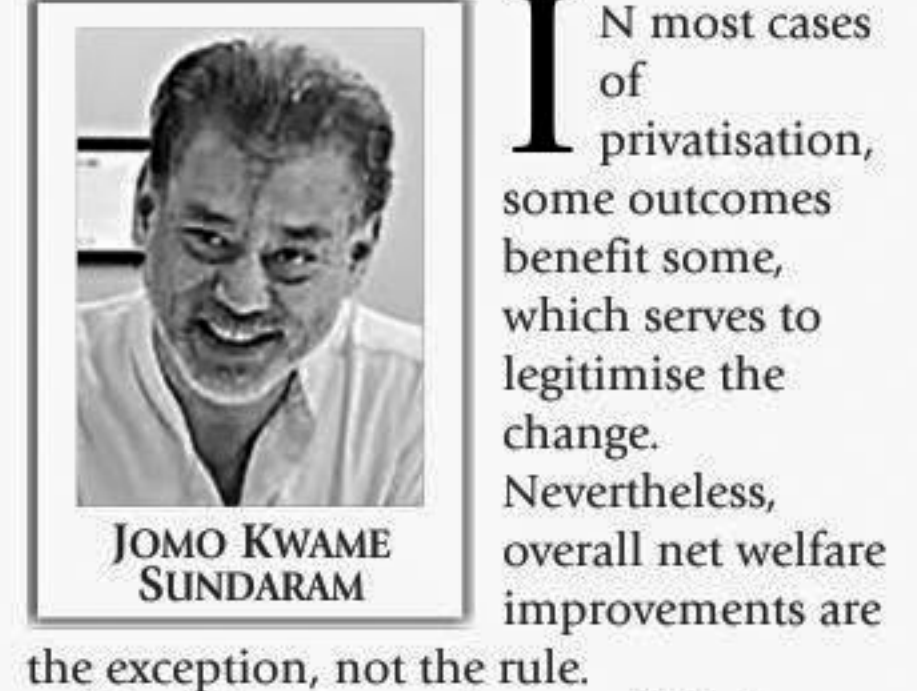 JOMO KWAME
SUNDARAM
IN most cases
of
privatisation,
some outcomes
benefit some,
which serves to
legitimise the
change.
Nevertheless,
overall net welfare
improvements are
the exception, not the rule.